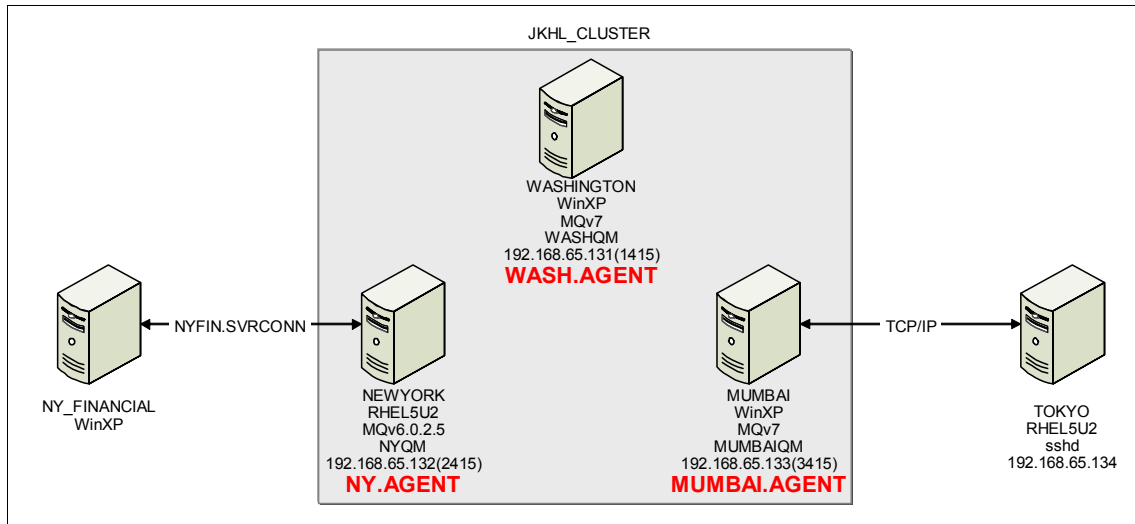 JKHL_CLUSTER
WASHINGTON
WinXP
MQv7
WASHQM
192.168.65.131(1415)
WASH.AGENT
NY_FINANCIAL
WinXP
NYFIN.SVRCONN
NEWYORK
RHEL5U2
MQv6.0.2.5
NYQM
192.168.65.132(2415)
NY.AGENT
MUMBAI
WinXP
MQv7
MUMBAIQM
192.168.65.133(3415)
MUMBAI.AGENT
TCP/IP
TOKYO
RHEL5U2
sshd
192.168.65.134